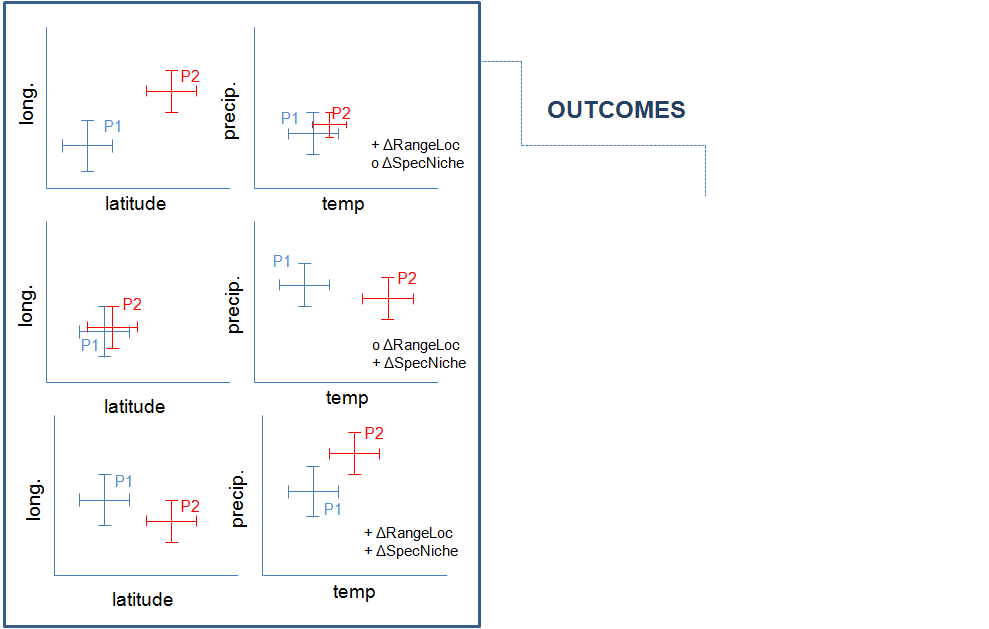 long.
P1
P2
latitude
precip.
P1
P2
+ ΔRangeLoc
o ΔSpecNiche
temp
OUTCOMES
long.
P2
P1
latitude
precip.
P1
P2
o ΔRangeLoc
+ ΔSpecNiche
temp
long.
P1
P2
latitude
precip.
P2
P1
+ ΔRangeLoc
+ ΔSpecNiche
temp